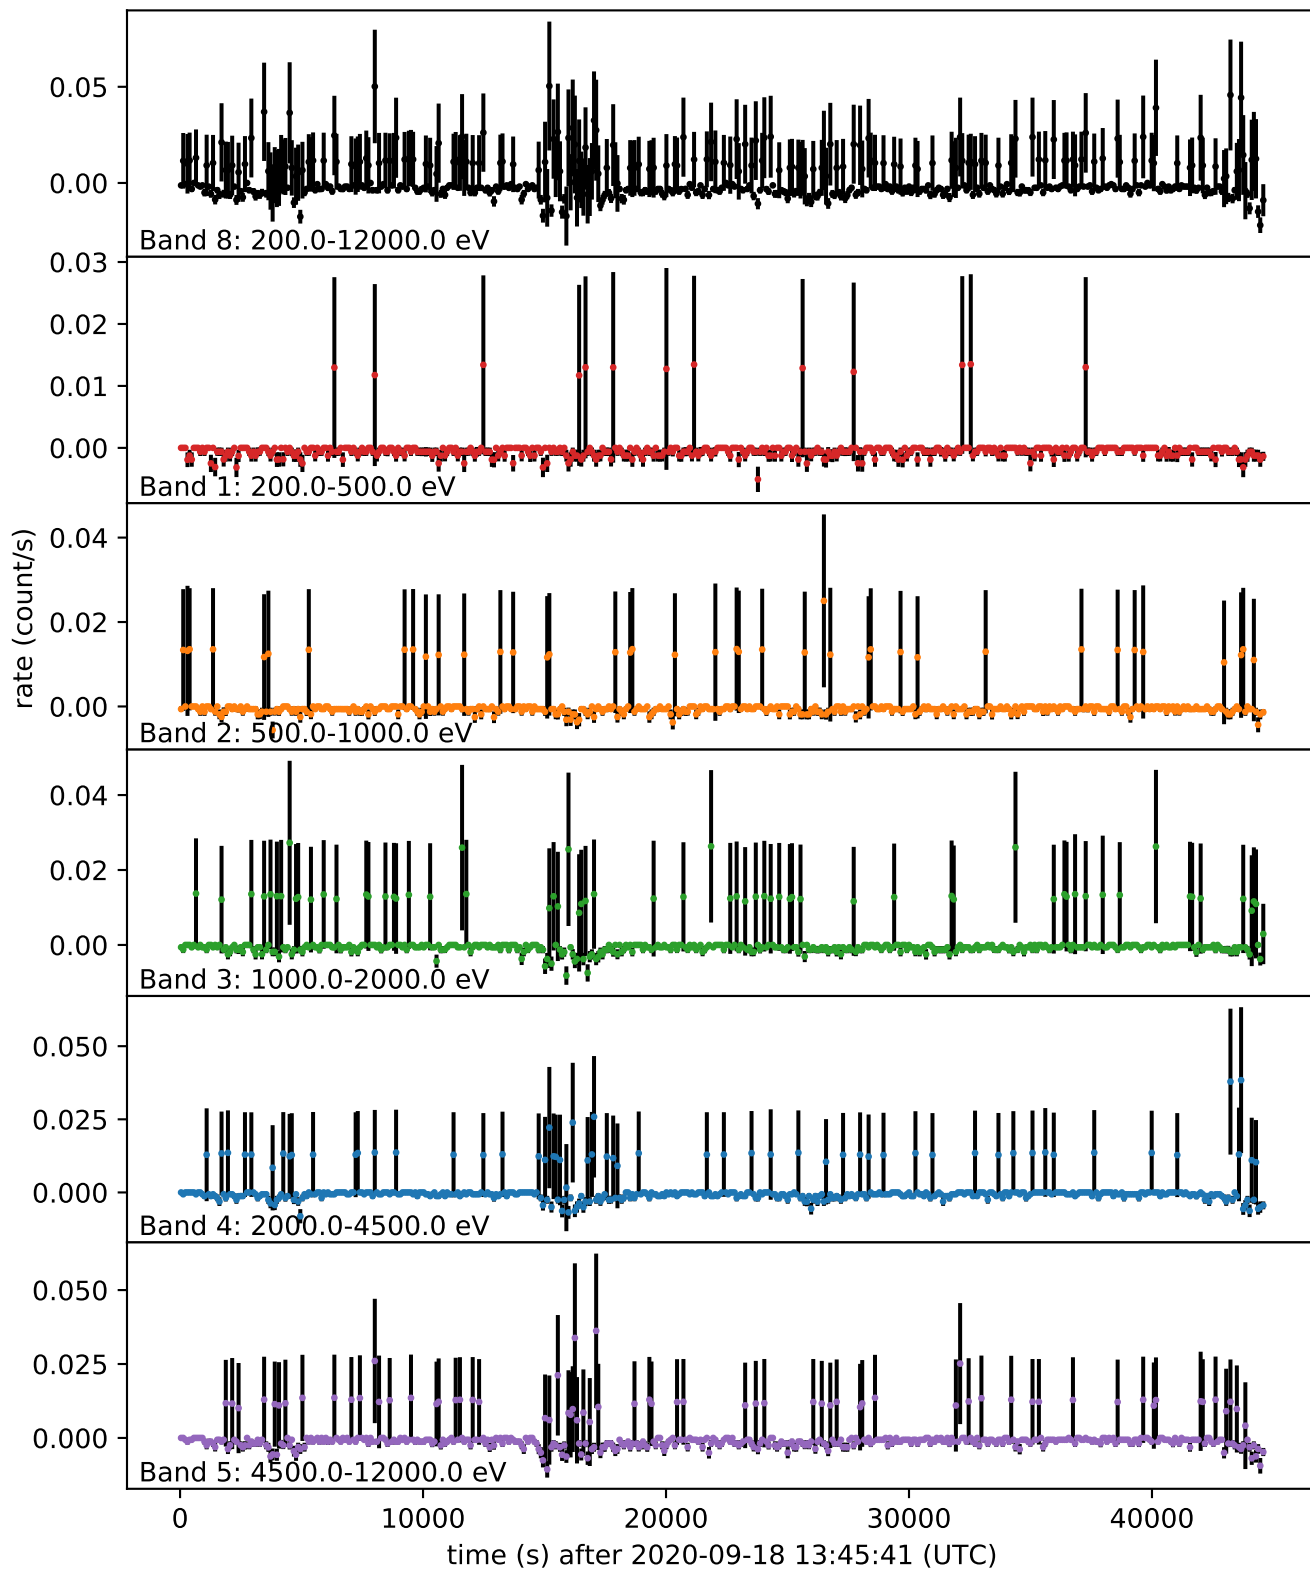 0.05
0.00
Band 8: 200.0-12000.0 eV
0.03
0.02
0.01
0.00
Band 1: 200.0-500.0 eV
rate (count/s)
0.04
0.02
0.00
Band 2: 500.0-1000.0 eV
0.04
0.02
0.00
Band 3: 1000.0-2000.0 eV
0.050
0.025
0.000
Band 4: 2000.0-4500.0 eV
0.050
0.025
0.000
Band 5: 4500.0-12000.0 eV
0 10000 20000 30000 40000
time (s) after 2020-09-18 13:45:41 (UTC)